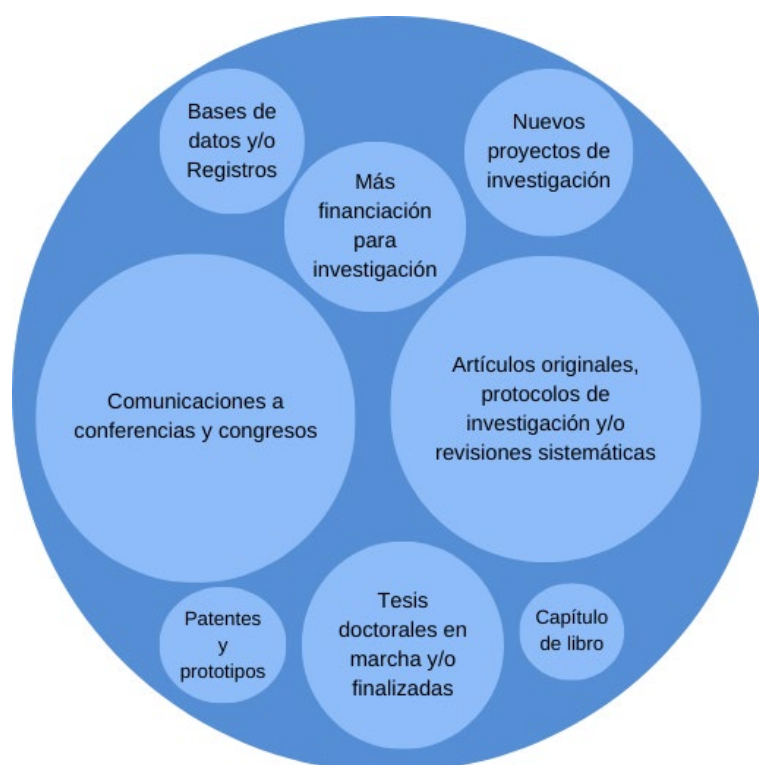 Bases de
datos y/o
Registros
Nuevos
proyectos de
investigación
Más
financiación
para
investigación
Comunicaciones a
conferencias y congresos
Artículos originales,
protocolos de
investigación y/o
revisiones sistemáticas
Patentes
y
prototipos
Tesis
doctorales en
marcha y/o
finalizadas
Capítulo
de libro